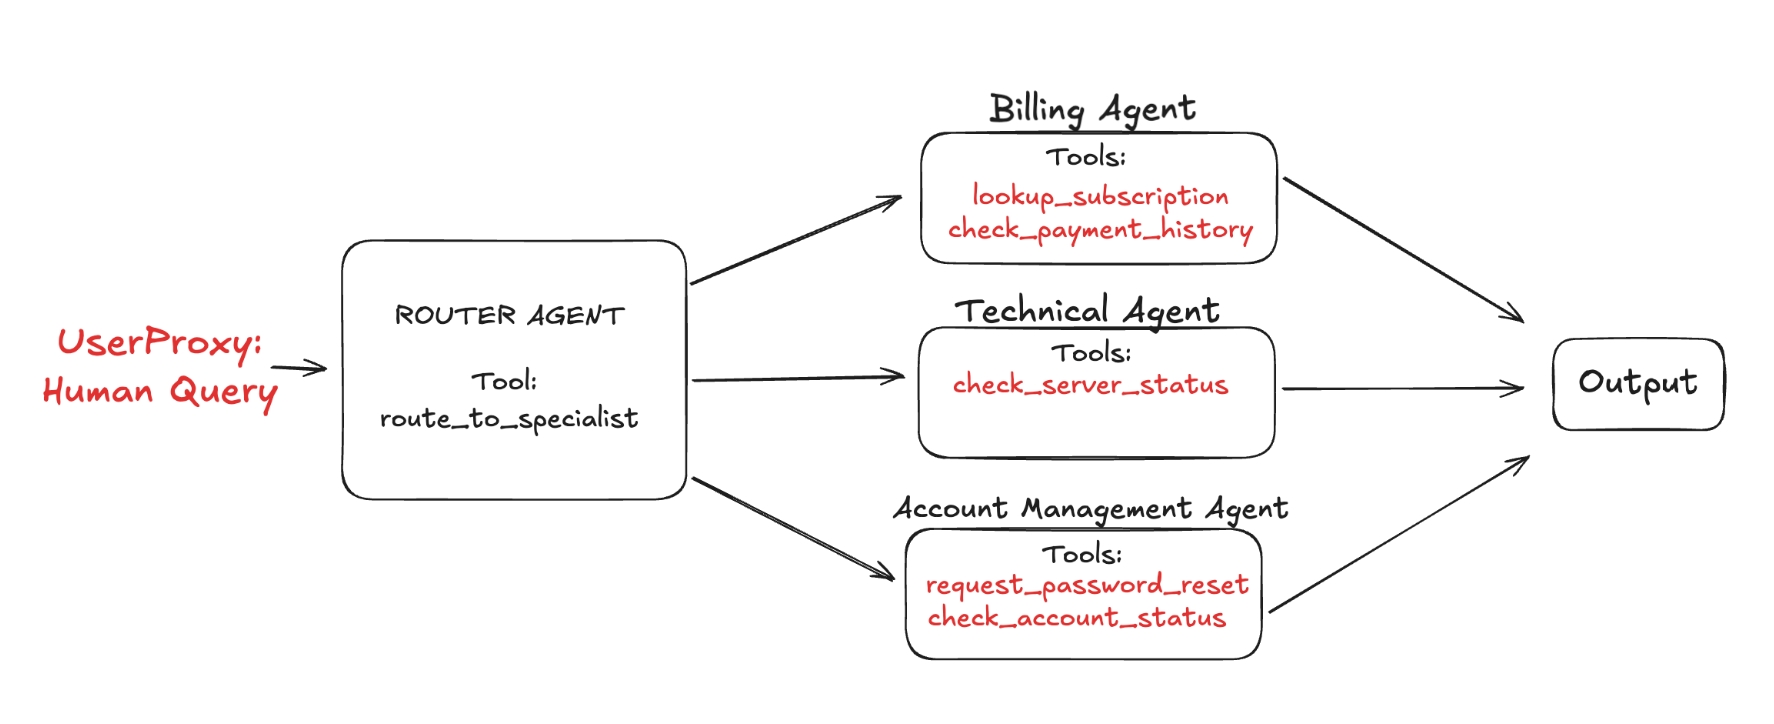 UserProxy:
Human Query
ROUTER AGENT
Tool:
route_to_specialist
Billing Agent
Tools:
lookup_subscription
check_payment_history
Technical Agent
Tools:
check_server_status
Account Management Agent
Tools:
request_password_reset
check_account_status
Output